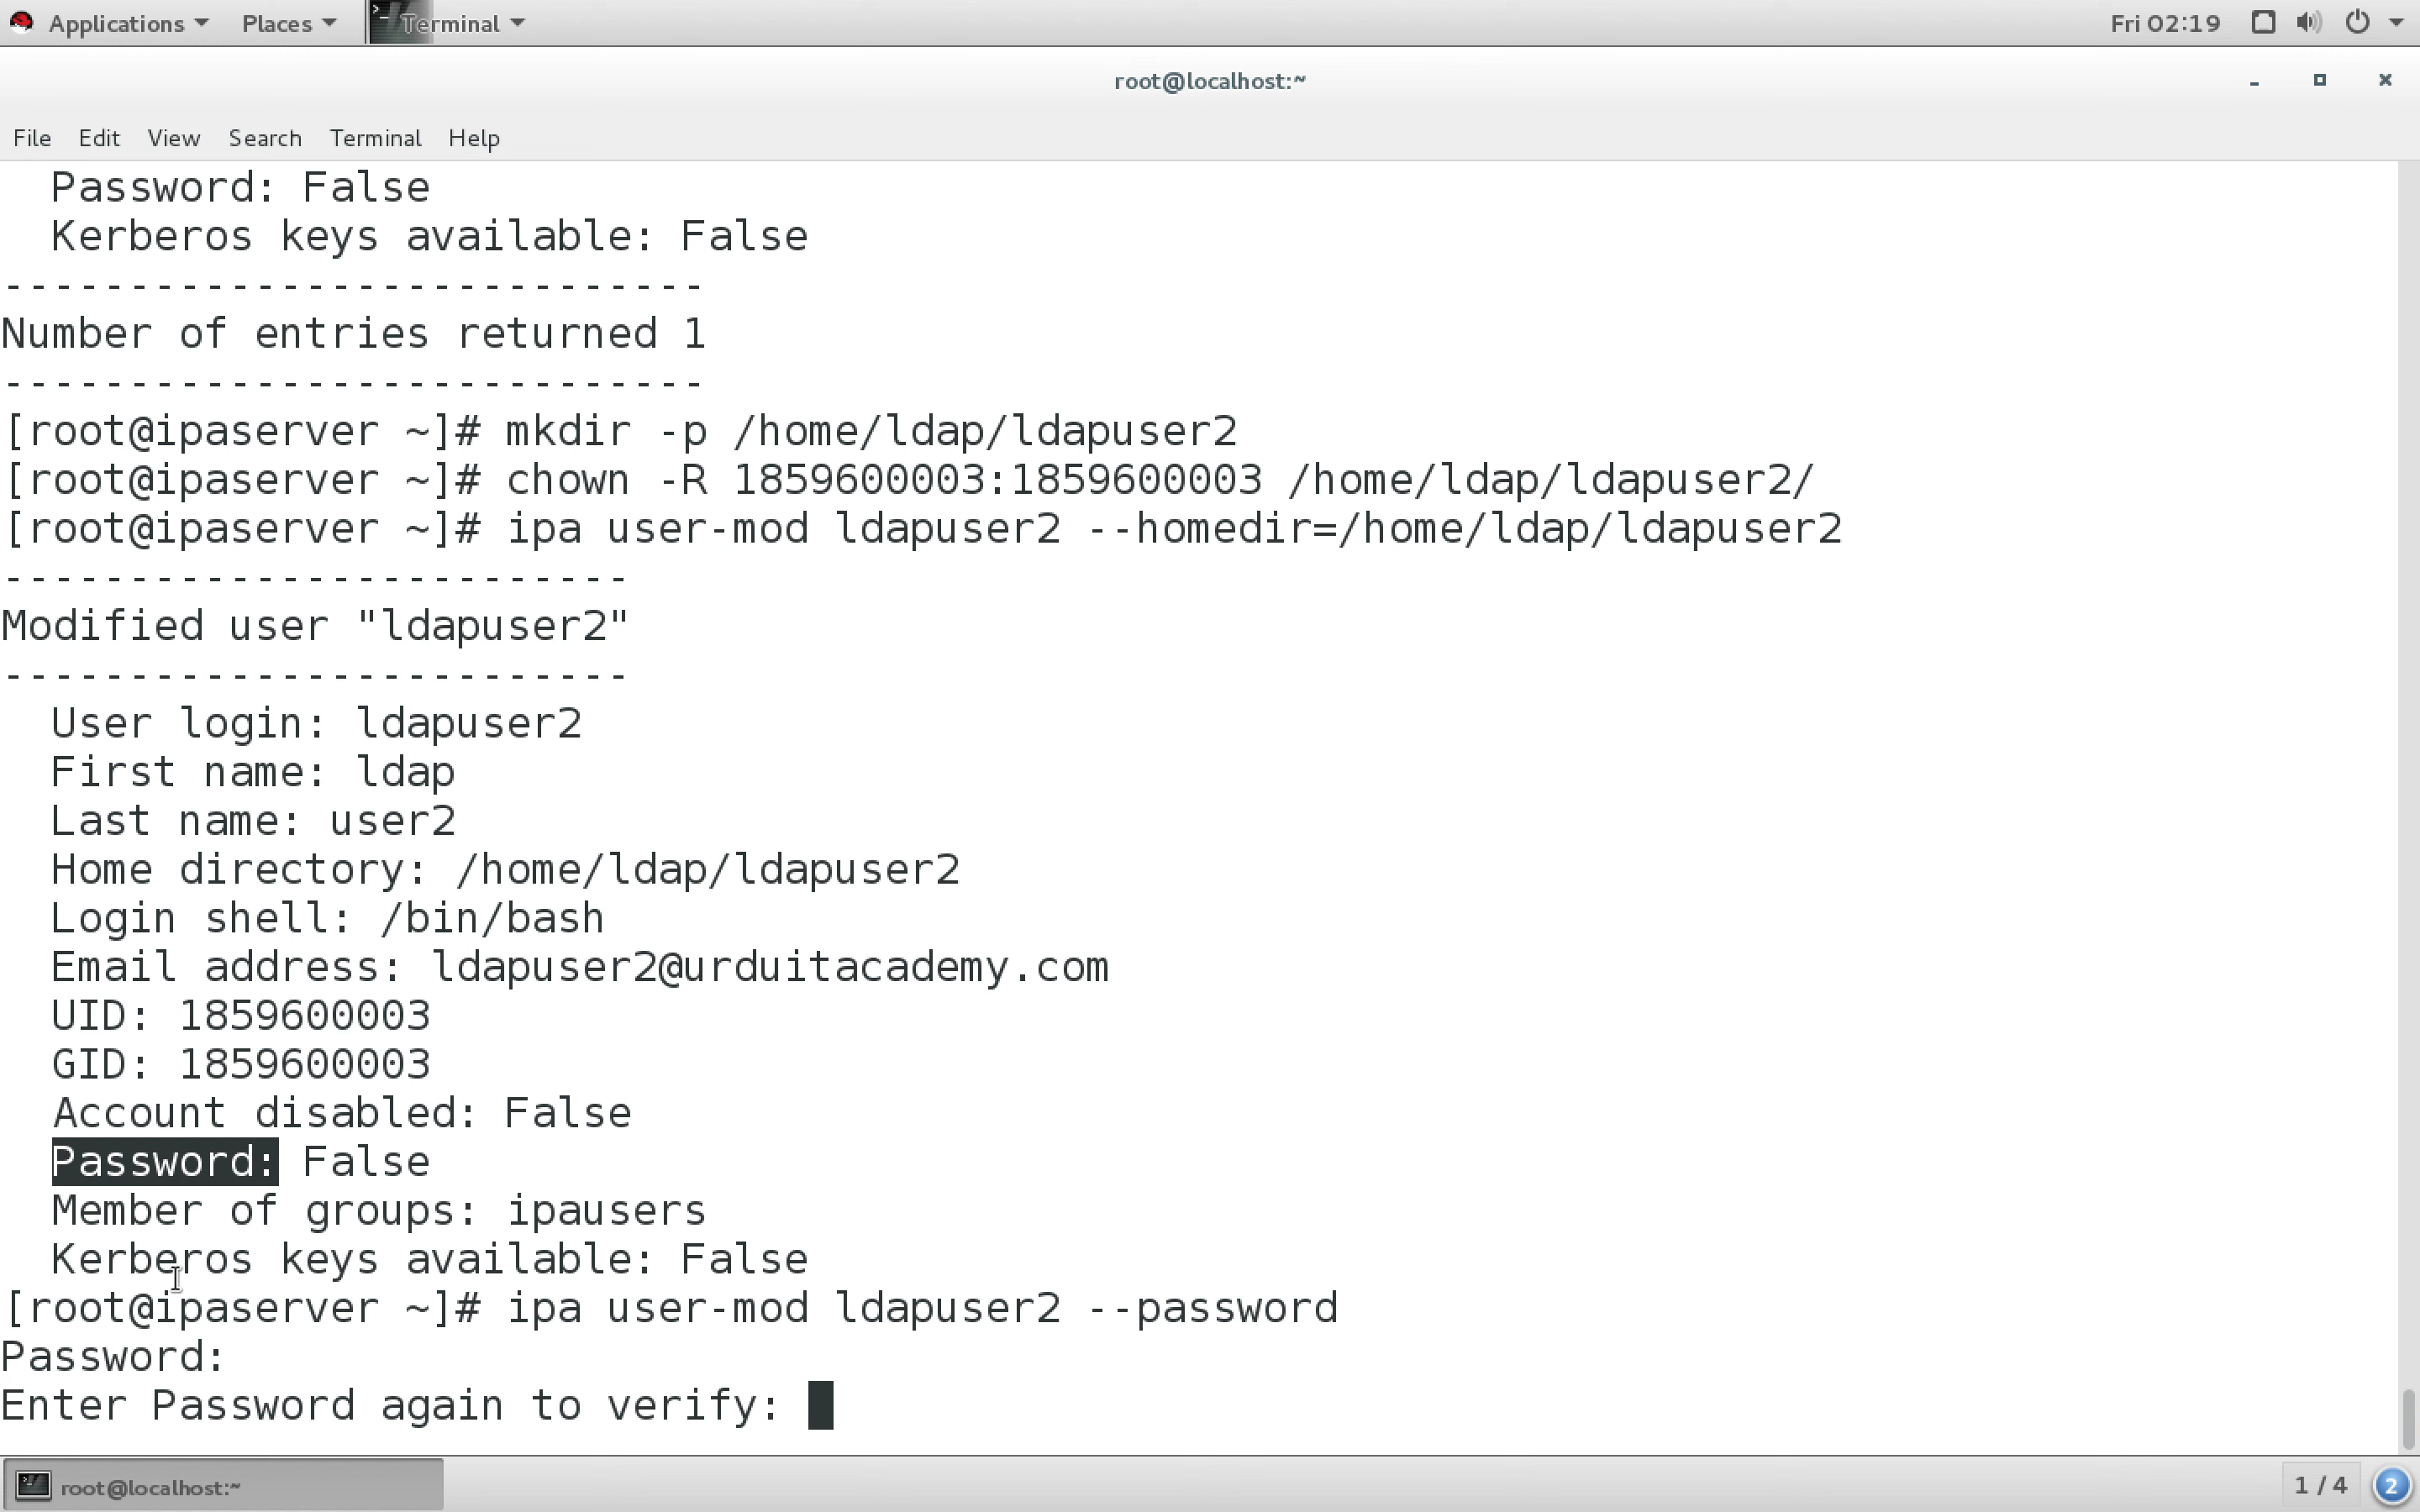 Applications Places Terminal Fri 02:19
root@localhost:~
File Edit View Search Terminal Help
Password: False
Kerberos keys available: False
----------------------------
Number of entries returned 1
----------------------------
[root@ipaserver ~]# mkdir -p /home/ldap/ldapuser2
[root@ipaserver ~]# chown -R 1859600003:1859600003 /home/ldap/ldapuser2/
[root@ipaserver ~]# ipa user-mod ldapuser2 --homedir=/home/ldap/ldapuser2
-------------------------
Modified user "ldapuser2"
-------------------------
User login: ldapuser2
First name: ldap
Last name: user2
Home directory: /home/ldap/ldapuser2
Login shell: /bin/bash
Email address: ldapuser2@urduitacademy.com
UID: 1859600003
GID: 1859600003
Account disabled: False
Password: False
Member of groups: ipausers
Kerberos keys available: False
[root@ipaserver ~]# ipa user-mod ldapuser2 --password
Password:
Enter Password again to verify:
root@localhost:~ 1 / 4 2